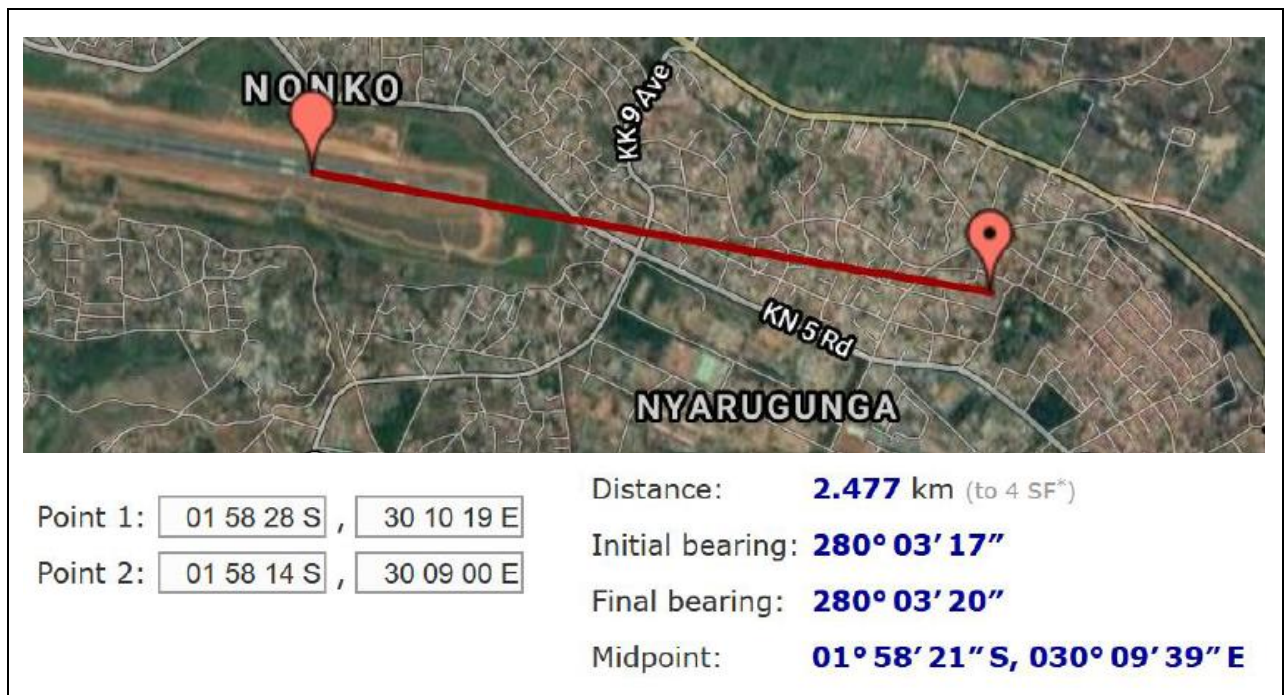 NONKO
KK 9 Ave
KN 5 Rd
NYARUGUNGA
Point 1: 01 58 28 S , 30 10 19 E
Point 2: 01 58 14 S , 30 09 00 E
Distance: 2.477 km (to 4 SF*)
Initial bearing: 280° 03′ 17″
Final bearing: 280° 03′ 20″
Midpoint: 01° 58′ 21″ S, 030° 09′ 39″ E